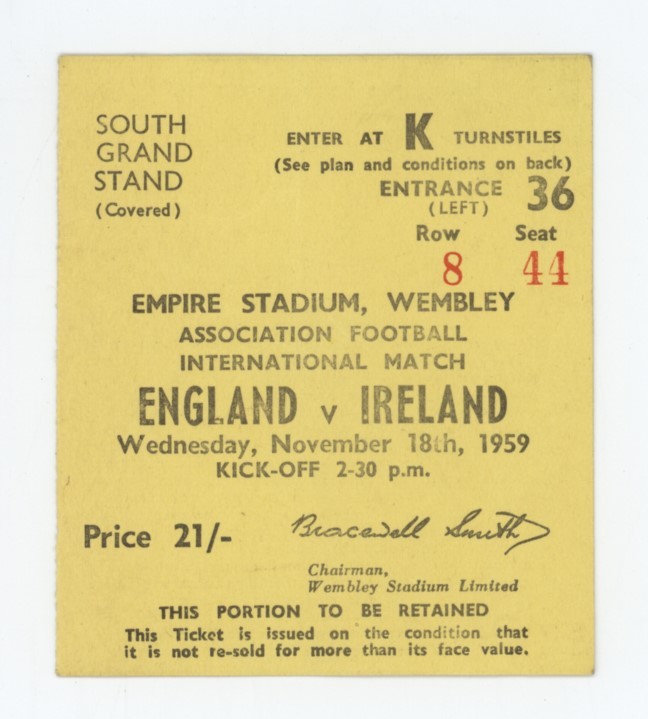 SOUTH
GRAND
STAND
(Covered)
ENTER AT K TURNSTILES
(See plan and conditions on back)
ENTRANCE 36
(LEFT)
Row Seat
8 44
EMPIRE STADIUM, WEMBLEY
ASSOCIATION FOOTBALL
INTERNATIONAL MATCH
ENGLAND v IRELAND
Wednesday, November 18th, 1959
KICK-OFF 2-30 p.m.
Price 21/-
Bracewell Smith
Chairman,
Wembley Stadium Limited
THIS PORTION TO BE RETAINED
This Ticket is issued on the condition that
it is not re-sold for more than its face value.